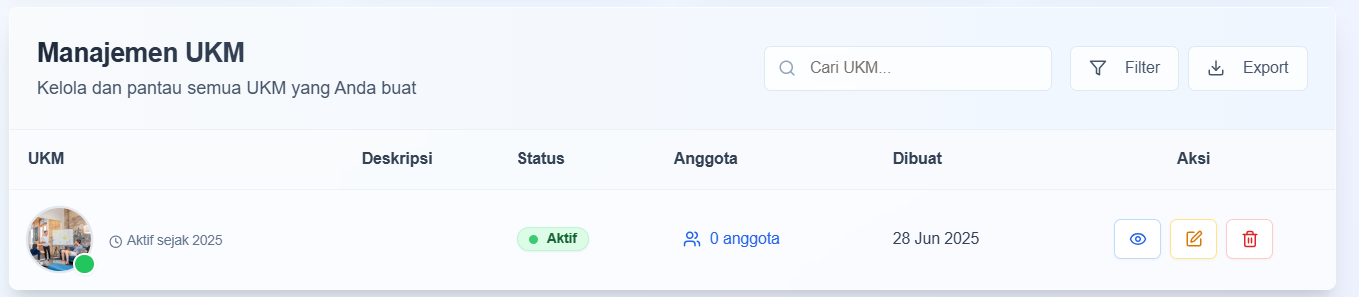 Manajemen UKM
Kelola dan pantau semua UKM yang Anda buat
Cari UKM...
Filter
Export
UKM Deskripsi Status Anggota Dibuat Aksi
Aktif sejak 2025 Aktif 0 anggota 28 Jun 2025